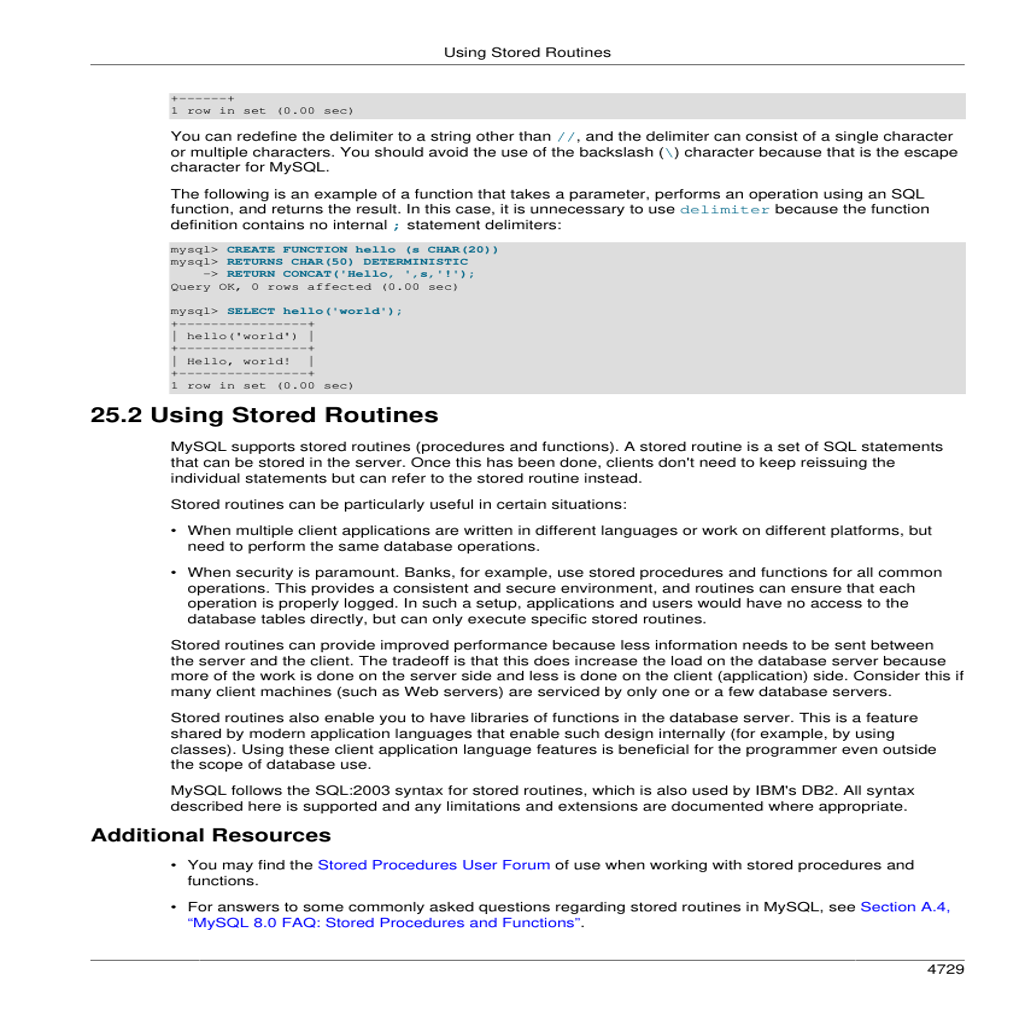 Using Stored Routines
+------+
1 row in set (0.00 sec)
You can redefine the delimiter to a string other than //, and the delimiter can consist of a single character
or multiple characters. You should avoid the use of the backslash (\) character because that is the escape
character for MySQL.
The following is an example of a function that takes a parameter, performs an operation using an SQL
function, and returns the result. In this case, it is unnecessary to use delimiter because the function
definition contains no internal ; statement delimiters:
mysql> CREATE FUNCTION hello (s CHAR(20))
mysql> RETURNS CHAR(50) DETERMINISTIC
    -> RETURN CONCAT('Hello, ',s,'!');
Query OK, 0 rows affected (0.00 sec)
mysql> SELECT hello('world');
+----------------+
| hello('world') |
+----------------+
| Hello, world!  |
+----------------+
1 row in set (0.00 sec)
25.2 Using Stored Routines
MySQL supports stored routines (procedures and functions). A stored routine is a set of SQL statements
that can be stored in the server. Once this has been done, clients don't need to keep reissuing the
individual statements but can refer to the stored routine instead.
Stored routines can be particularly useful in certain situations:
• When multiple client applications are written in different languages or work on different platforms, but
need to perform the same database operations.
• When security is paramount. Banks, for example, use stored procedures and functions for all common
operations. This provides a consistent and secure environment, and routines can ensure that each
operation is properly logged. In such a setup, applications and users would have no access to the
database tables directly, but can only execute specific stored routines.
Stored routines can provide improved performance because less information needs to be sent between
the server and the client. The tradeoff is that this does increase the load on the database server because
more of the work is done on the server side and less is done on the client (application) side. Consider this if
many client machines (such as Web servers) are serviced by only one or a few database servers.
Stored routines also enable you to have libraries of functions in the database server. This is a feature
shared by modern application languages that enable such design internally (for example, by using
classes). Using these client application language features is beneficial for the programmer even outside
the scope of database use.
MySQL follows the SQL:2003 syntax for stored routines, which is also used by IBM's DB2. All syntax
described here is supported and any limitations and extensions are documented where appropriate.
Additional Resources
• You may find the Stored Procedures User Forum of use when working with stored procedures and
functions.
• For answers to some commonly asked questions regarding stored routines in MySQL, see Section A.4,
“MySQL 8.0 FAQ: Stored Procedures and Functions”.
4729